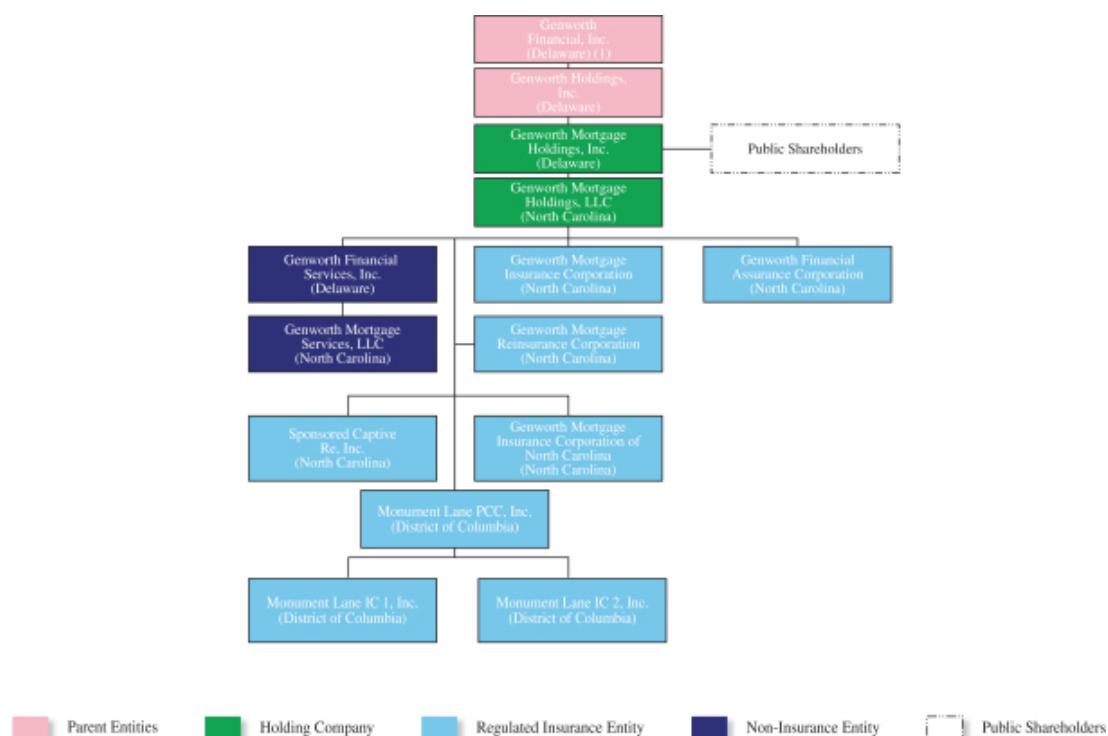 Genworth
Financial, Inc.
(Delaware) (1)
Genworth Holdings,
Inc.
(Delaware)
Genworth Mortgage
Holdings, Inc.
(Delaware)
Public Shareholders
Genworth Mortgage
Holdings, LLC
(North Carolina)
Genworth Financial
Services, Inc.
(Delaware)
Genworth Mortgage
Insurance Corporation
(North Carolina)
Genworth Financial
Assurance Corporation
(North Carolina)
Genworth Mortgage
Services, LLC
(North Carolina)
Genworth Mortgage
Reinsurance Corporation
(North Carolina)
Sponsored Captive
Re, Inc.
(North Carolina)
Genworth Mortgage
Insurance Corporation of
North Carolina
(North Carolina)
Monument Lane PCC, Inc.
(District of Columbia)
Monument Lane IC 1, Inc.
(District of Columbia)
Monument Lane IC 2, Inc.
(District of Columbia)
Parent Entities
Holding Company
Regulated Insurance Entity
Non-Insurance Entity
Public Shareholders